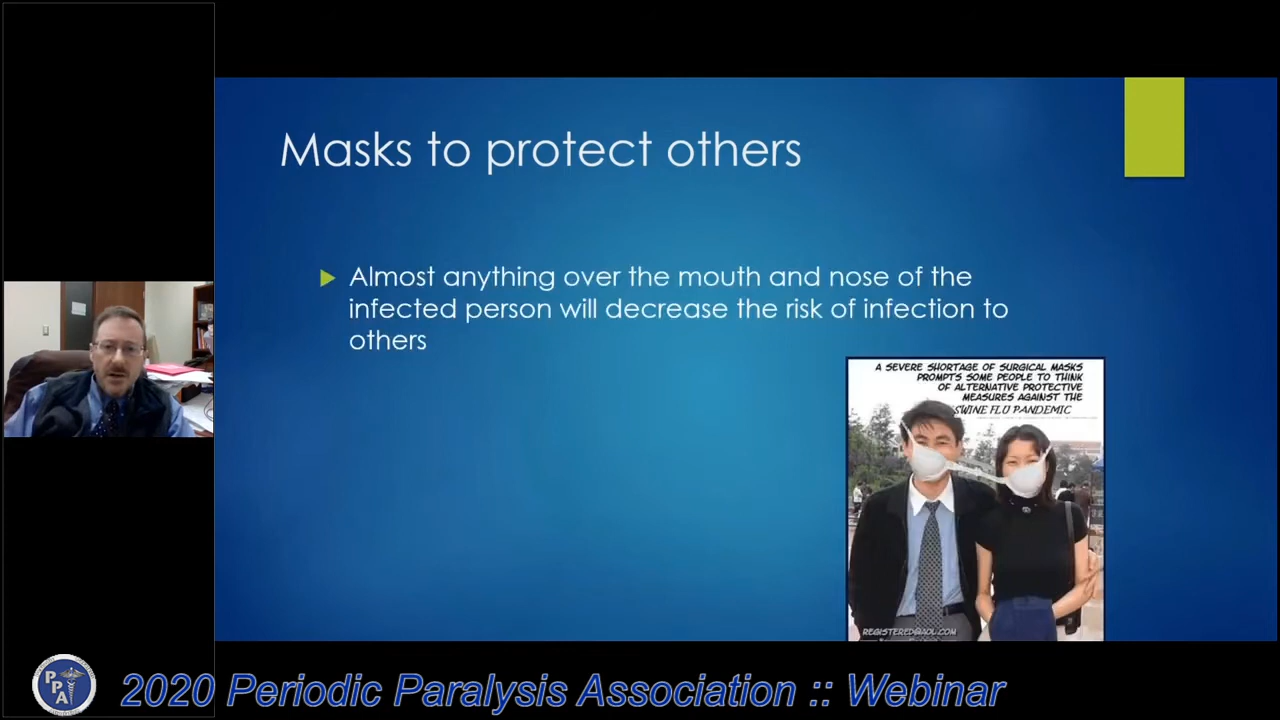 Masks to protect others
Almost anything over the mouth and nose of the
infected person will decrease the risk of infection to
others
A SEVERE SHORTAGE OF SURGICAL MASKS
PROMPTS SOME PEOPLE TO THINK
OF ALTERNATIVE PROTECTIVE
MEASURES AGAINST THE
SWINE FLU PANDEMIC
REGISTERED@AOL.COM
PPA
2020 Periodic Paralysis Association :: Webinar